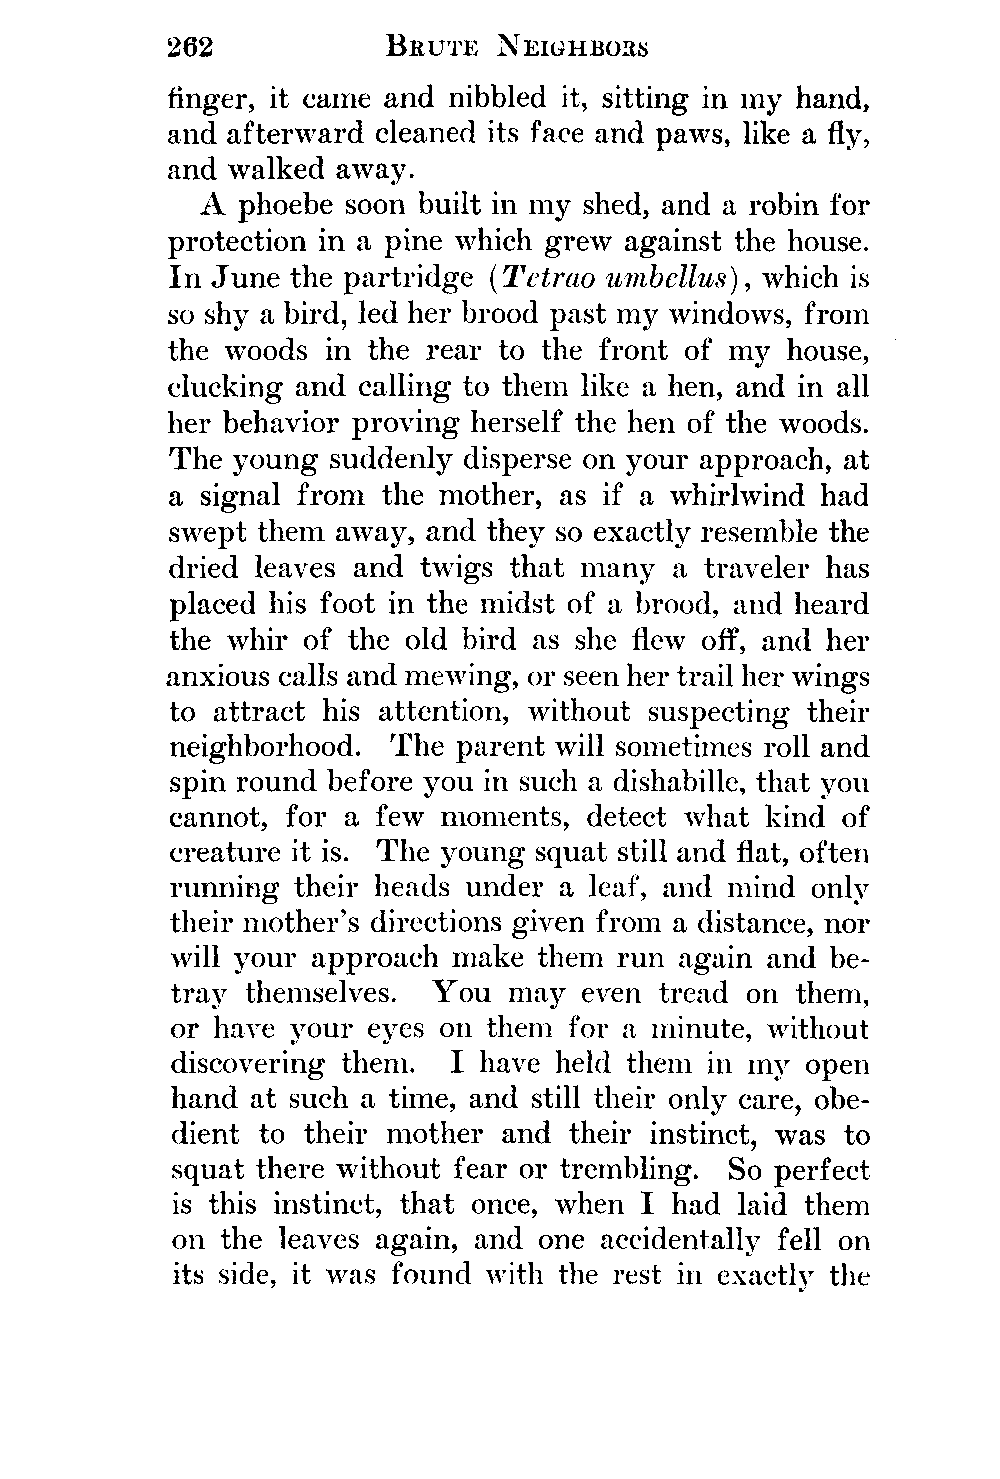 262 BRUTE NEIGHBORS
finger, it came and nibbled it, sitting in my hand,
and afterward cleaned its face and paws, like a fly,
and walked away.
A phoebe soon built in my shed, and a robin for
protection in a pine which grew against the house.
In June the partridge (Tetrao umbellus), which is
so shy a bird, led her brood past my windows, from
the woods in the rear to the front of my house,
clucking and calling to them like a hen, and in all
her behavior proving herself the hen of the woods.
The young suddenly disperse on your approach, at
a signal from the mother, as if a whirlwind had
swept them away, and they so exactly resemble the
dried leaves and twigs that many a traveler has
placed his foot in the midst of a brood, and heard
the whir of the old bird as she flew off, and her
anxious calls and mewing, or seen her trail her wings
to attract his attention, without suspecting their
neighborhood. The parent will sometimes roll and
spin round before you in such a dishabille, that you
cannot, for a few moments, detect what kind of
creature it is. The young squat still and flat, often
running their heads under a leaf, and mind only
their mother's directions given from a distance, nor
will your approach make them run again and be-
tray themselves. You may even tread on them,
or have your eyes on them for a minute, without
discovering them. I have held them in my open
hand at such a time, and still their only care, obe-
dient to their mother and their instinct, was to
squat there without fear or trembling. So perfect
is this instinct, that once, when I had laid them
on the leaves again, and one accidentally fell on
its side, it was found with the rest in exactly the